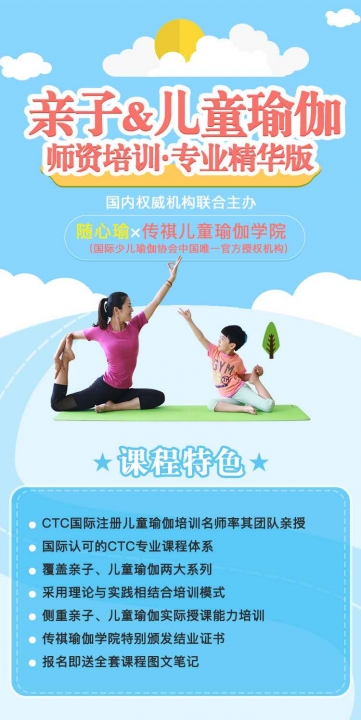 亲子&儿童瑜伽
师资培训·专业精华版
国内权威机构联合主办
随心瑜×传祺儿童瑜伽学院
（国际少儿瑜伽协会中国唯一官方授权机构）
GYM
课程特色
CTC国际注册儿童瑜伽培训名师率其团队亲授
国际认可的CTC专业课程体系
覆盖亲子、儿童瑜伽两大系列
采用理论与实践相结合培训模式
侧重亲子、儿童瑜伽实际授课能力培训
传祺瑜伽学院特别颁发结业证书
报名即送全套课程图文笔记